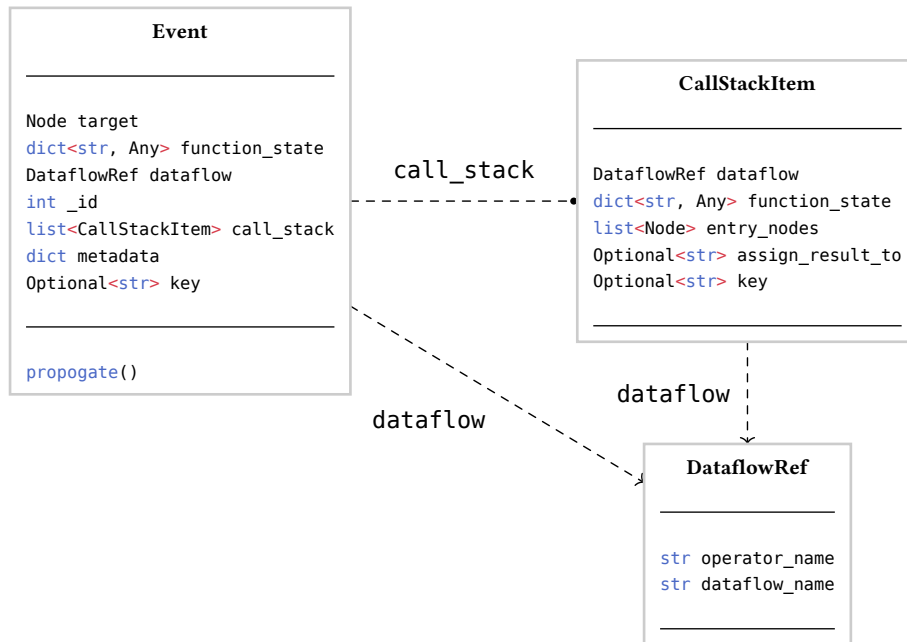 Event
Node target
dict<str, Any> function_state
DataflowRef dataflow
int _id
list<CallStackItem> call_stack
dict metadata
Optional<str> key
propogate()
call_stack
CallStackItem
DataflowRef dataflow
dict<str, Any> function_state
list<Node> entry_nodes
Optional<str> assign_result_to
Optional<str> key
dataflow
dataflow
DataflowRef
str operator_name
str dataflow_name